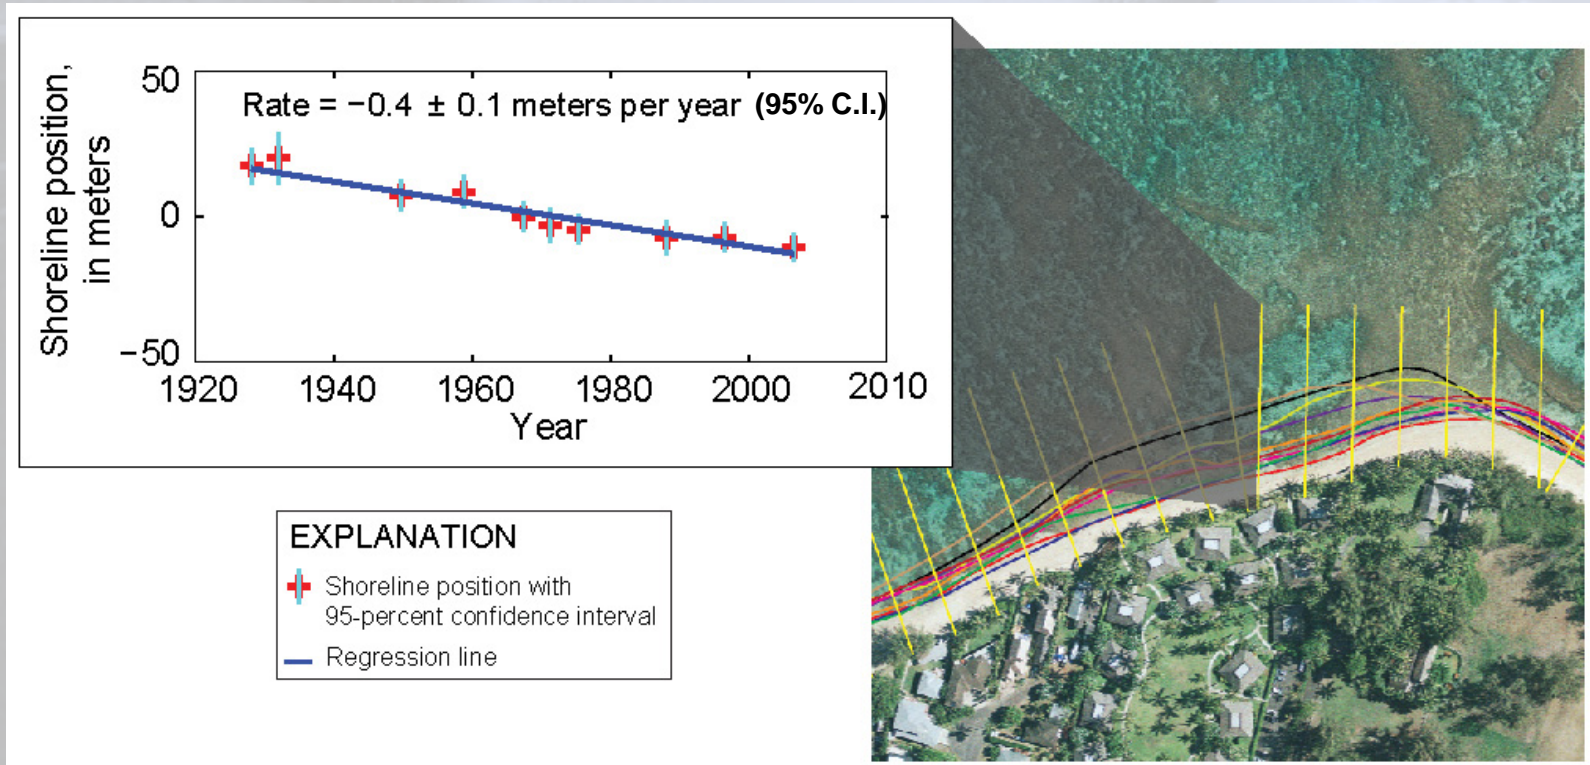 Shoreline position,
in meters
50
0
−50
Rate = −0.4 ± 0.1 meters per year (95% C.I.)
1920 1940 1960 1980 2000 2010
Year
EXPLANATION
Shoreline position with
95-percent confidence interval
Regression line